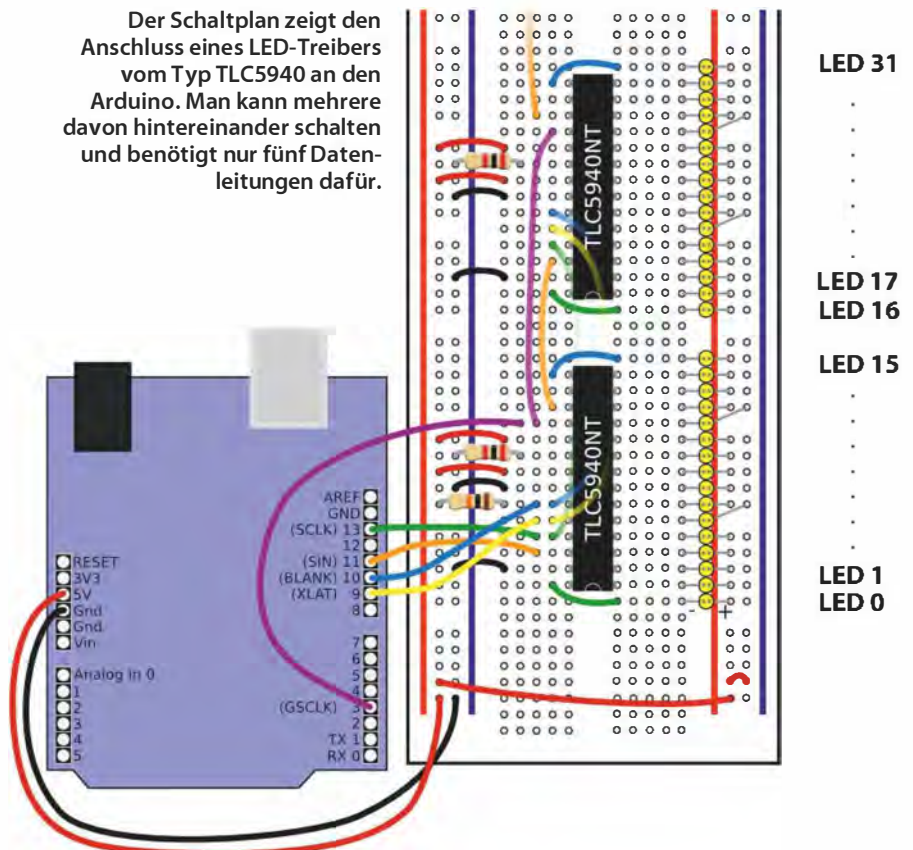 Der Schaltplan zeigt den
Anschluss eines LED-Treibers
vom Typ TLC5940 an den
Arduino. Man kann mehrere
davon hintereinander schalten
und benötigt nur fünf Daten-
leitungen dafür.
TLC5940NT
LED 31
LED 17
LED 16
TLC5940NT
LED 15
LED 1
LED 0
- +
AREF
GND
(SCLK) 13
12
(SIN) 11
(BLANK) 10
(XLAT) 9
8
7
6
5
4
(GSCLK) 3
2
TX 1
RX 0
RESET
3V3
5V
Gnd
Gnd
Vin
Analog In 0
1
2
3
4
5